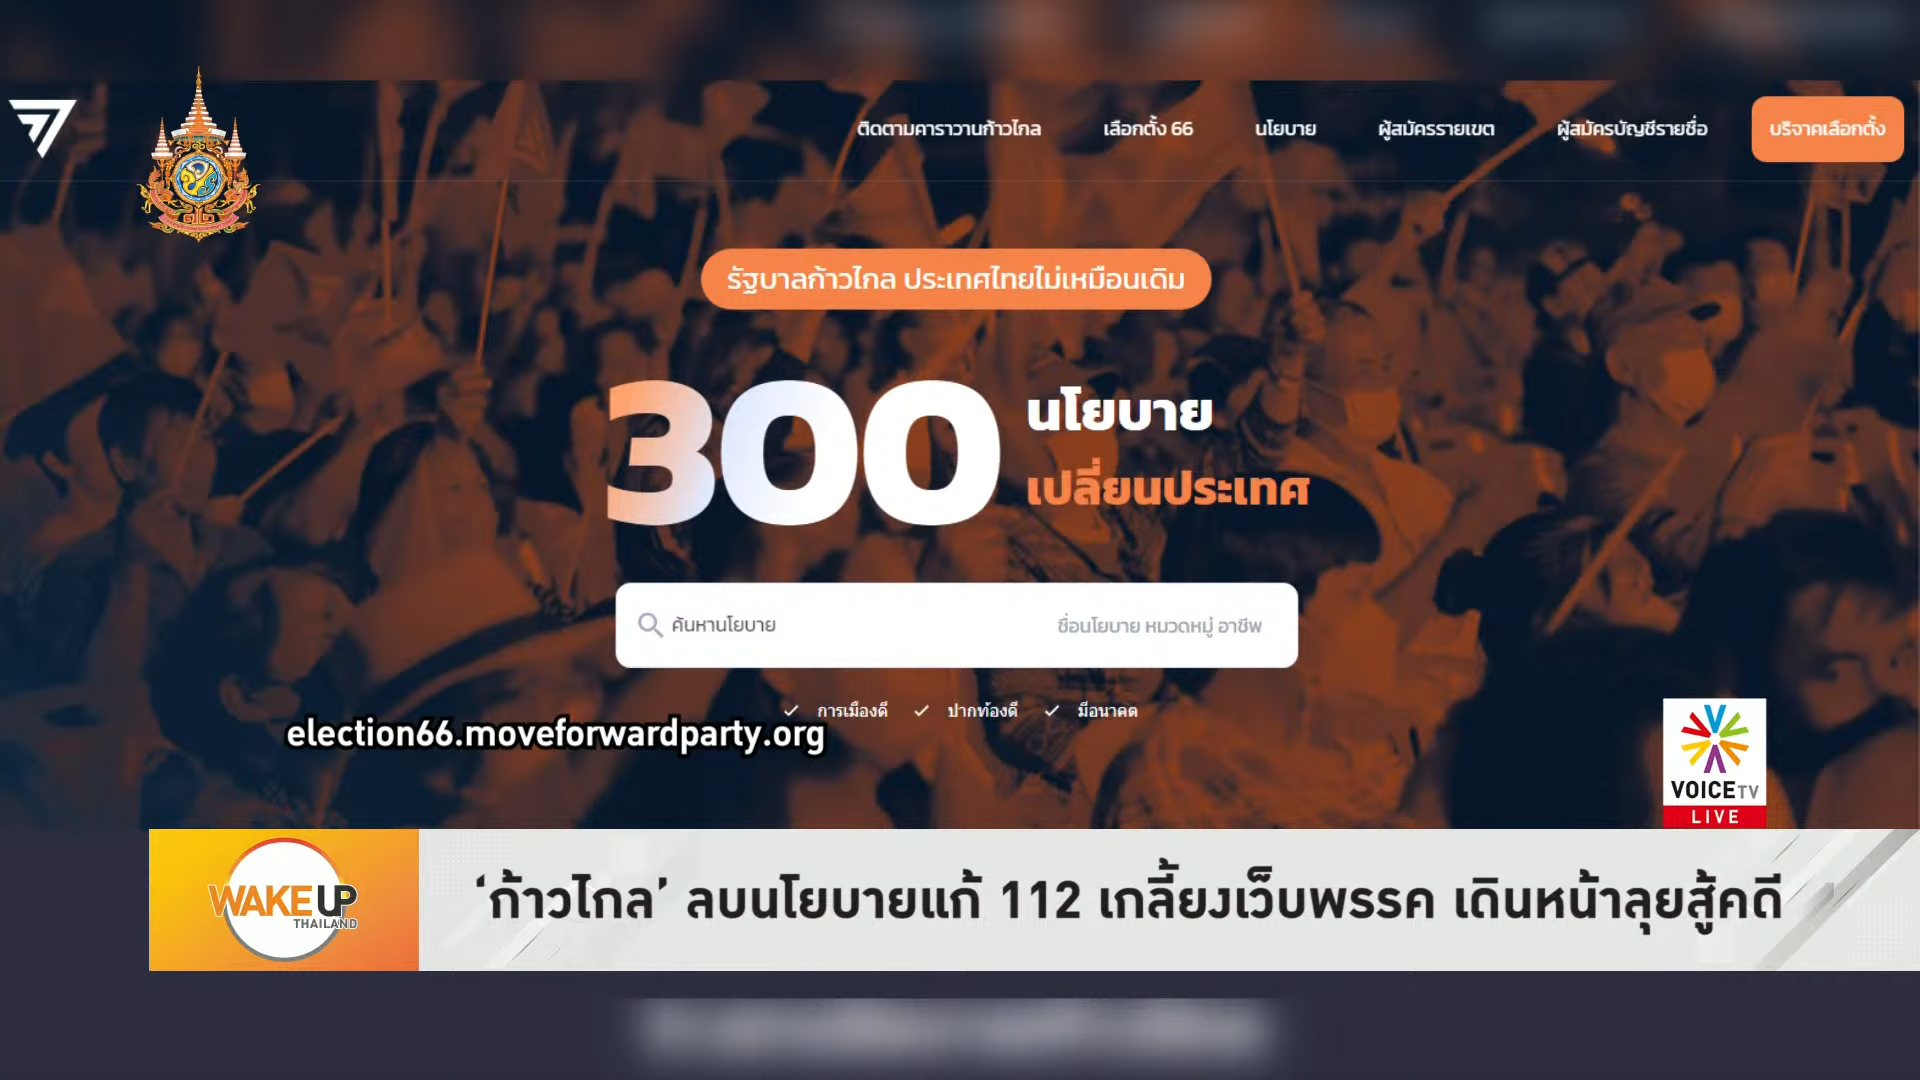 ติดตามคาราวานก้าวไกล เลือกตั้ง 66 นโยบาย ผู้สมัครรายเขต ผู้สมัครบัญชีรายชื่อ บริจาคเลือกตั้ง
รัฐบาลก้าวไกล ประเทศไทยไม่เหมือนเดิม
300 นโยบาย
เปลี่ยนประเทศ
ค้นหานโยบาย ชื่อนโยบาย หมวดหมู่ อาชีพ
การเมืองดี ปากท้องดี มีอนาคต
election66.moveforwardparty.org
VOICE TV
LIVE
WAKE UP
THAILAND
‘ก้าวไกล’ ลบนโยบายแก้ 112 เกลี้ยงเว็บพรรค เดินหน้าลุยสู้คดี